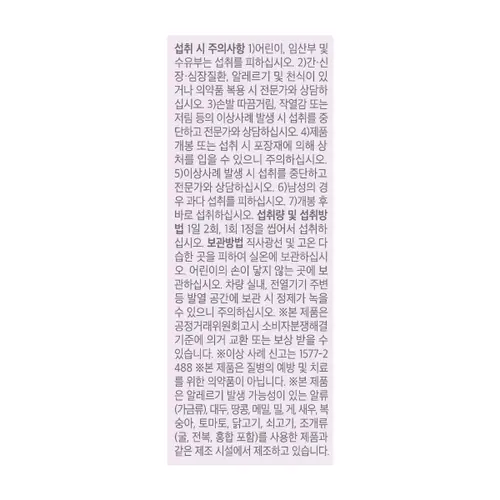 섭취 시 주의사항 1)어린이, 임산부 및
수유부는 섭취를 피하십시오. 2)간·신
장·심장질환, 알레르기 및 천식이 있
거나 의약품 복용 시 전문가와 상담하
십시오. 3)손발 따끔거림, 작열감 또는
저림 등의 이상사례 발생 시 섭취를 중
단하고 전문가와 상담하십시오. 4)제품
개봉 또는 섭취 시 포장재에 의해 상
처를 입을 수 있으니 주의하십시오.
5)이상사례 발생 시 섭취를 중단하고
전문가와 상담하십시오. 6)남성의 경
우 과다 섭취를 피하십시오. 7)개봉 후
바로 섭취하십시오. 섭취량 및 섭취방
법 1일 2회, 1회 1정을 씹어서 섭취하
십시오. 보관방법 직사광선 및 고온 다
습한 곳을 피하여 실온에 보관하십시
오. 어린이의 손이 닿지 않는 곳에 보
관하십시오. 차량 실내, 전열기기 주변
등 발열 공간에 보관 시 정제가 녹을
수 있으니 주의하십시오. ※본 제품은
공정거래위원회고시 소비자분쟁해결
기준에 의거 교환 또는 보상 받을 수
있습니다. ※이상 사례 신고는 1577-2
488 ※본 제품은 질병의 예방 및 치료
를 위한 의약품이 아닙니다. ※본 제품
은 알레르기 발생 가능성이 있는 알류
(가금류), 대두, 땅콩, 메밀, 밀, 게, 새우, 복
숭아, 토마토, 닭고기, 쇠고기, 조개류
(굴, 전복, 홍합 포함)를 사용한 제품과
같은 제조 시설에서 제조하고 있습니다.